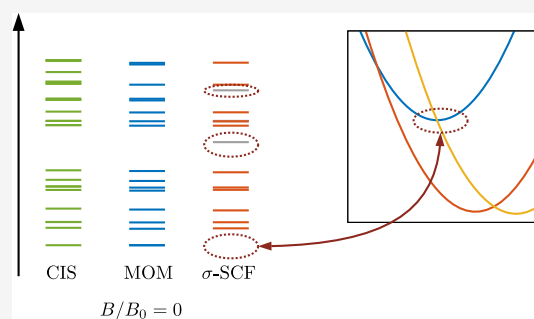 CIS MOM σ-SCF
B/B₀ = 0